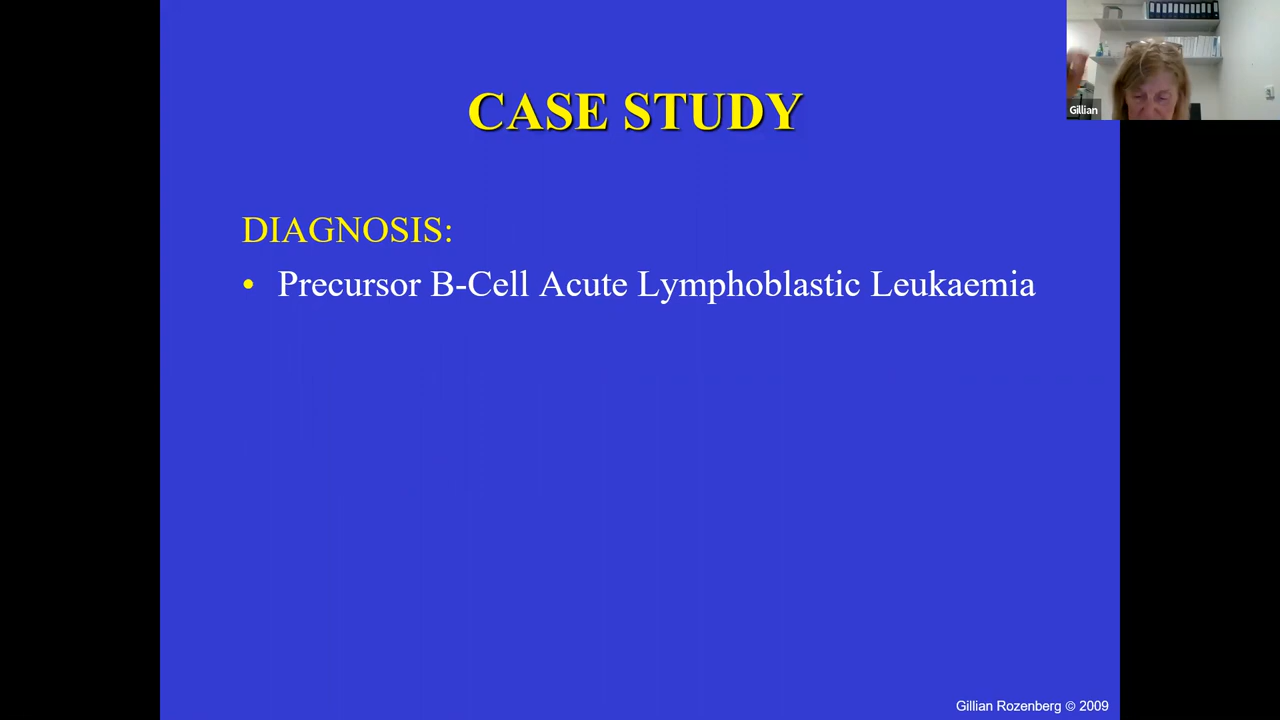 CASE STUDY
Gillian
DIAGNOSIS:
• Precursor B-Cell Acute Lymphoblastic Leukaemia
Gillian Rozenberg © 2009